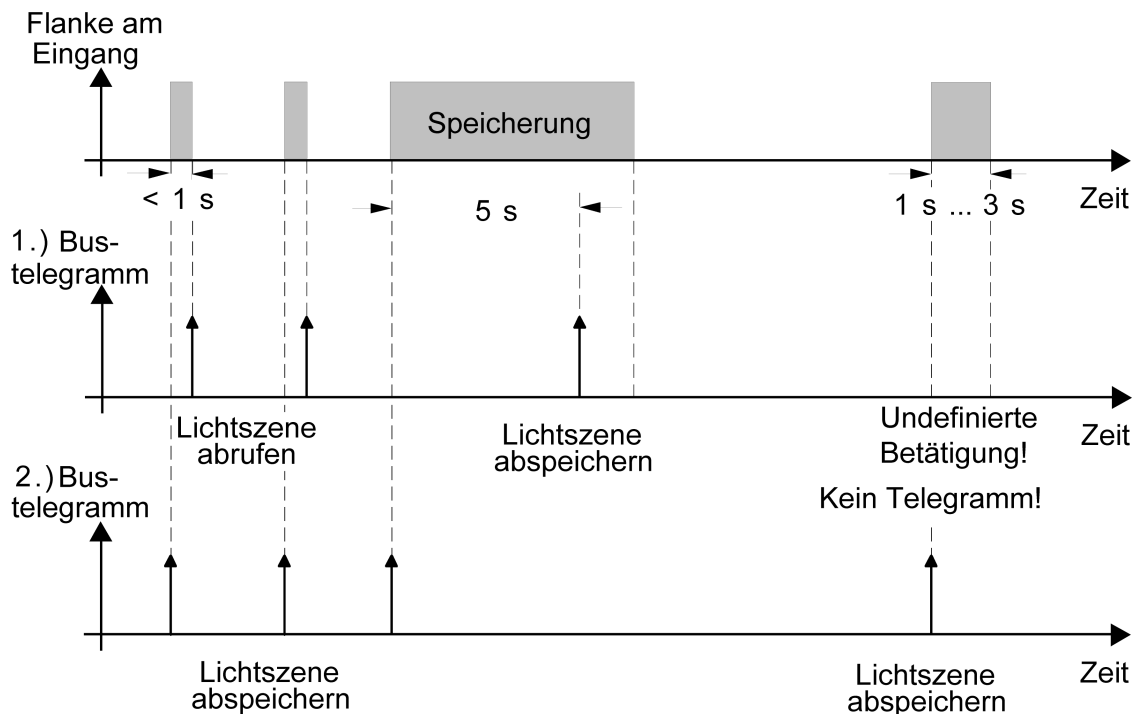 Flanke am
Eingang
Speicherung
< 1 s
5 s
1 s ... 3 s
Zeit
1.) Bus-
telegramm
Lichtszene
abrufen
Lichtszene
abspeichern
Undefinierte
Betätigung!
Zeit
Kein Telegramm!
2.) Bus-
telegramm
Lichtszene
abspeichern
Lichtszene
abspeichern
Zeit